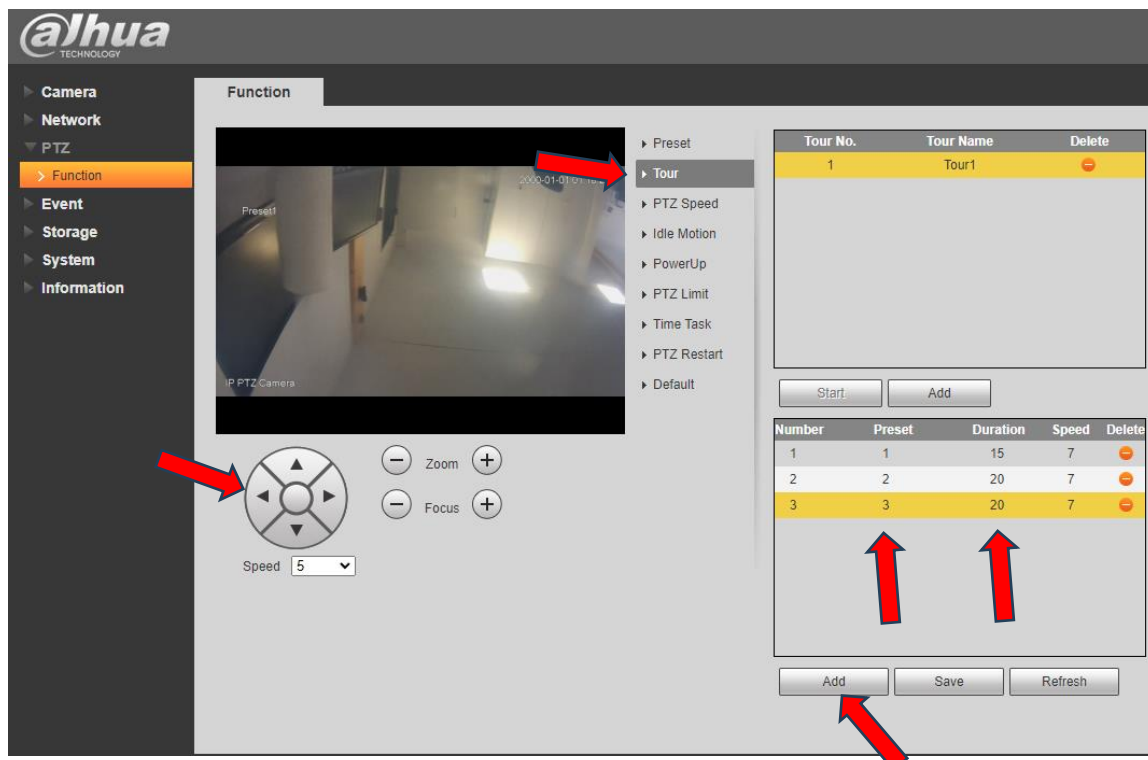 alhua
TECHNOLOGY
Camera
Network
PTZ
Function
Event
Storage
System
Information
Function
Preset1
IP PTZ Camera
Zoom
Focus
Speed 5
Preset
Tour
PTZ Speed
Idle Motion
PowerUp
PTZ Limit
Time Task
PTZ Restart
Default
Tour No. Tour Name Delete
1 Tour1
Start Add
Number Preset Duration Speed Delete
1 1 15 7
2 2 20 7
3 3 20 7
Add Save Refresh